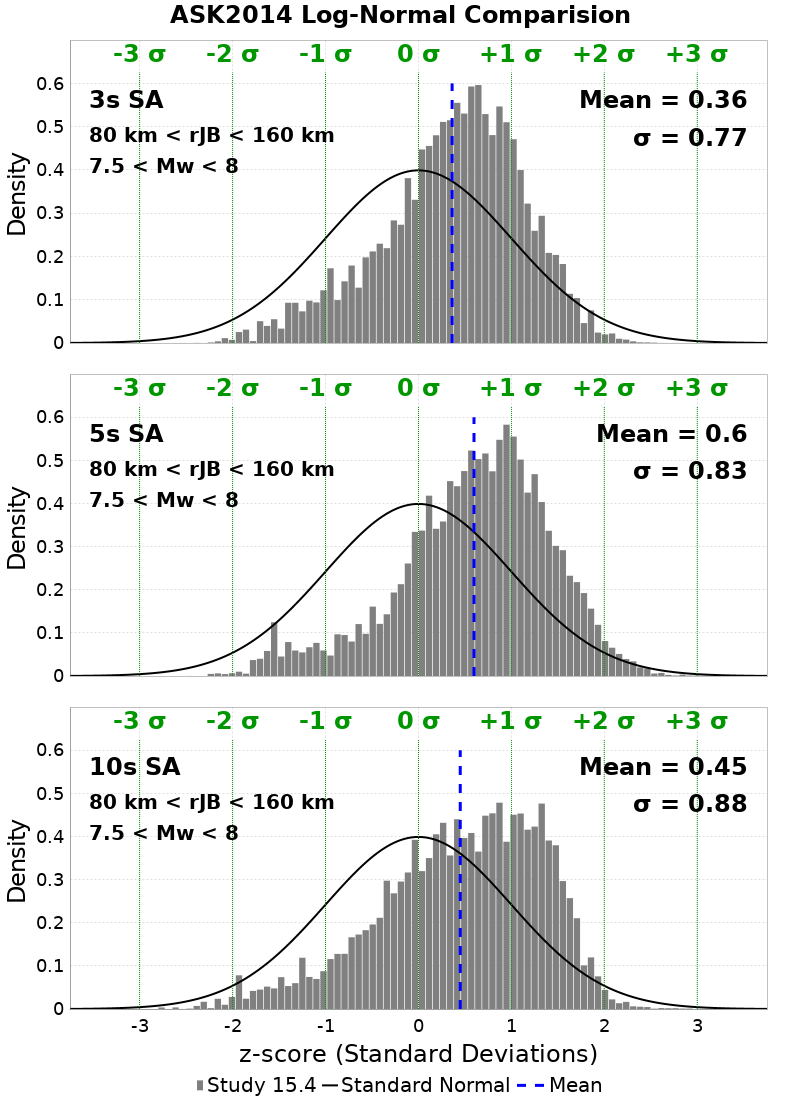 ASK2014 Log-Normal Comparision
-3 σ -2 σ -1 σ 0 σ +1 σ +2 σ +3 σ
0.6
3s SA
Mean = 0.36
0.5
80 km < rJB < 160 km
σ = 0.77
7.5 < Mw < 8
0.4
Density
0.3
0.2
0.1
0
-3 σ -2 σ -1 σ 0 σ +1 σ +2 σ +3 σ
0.6
5s SA
Mean = 0.6
0.5
80 km < rJB < 160 km
σ = 0.83
7.5 < Mw < 8
0.4
Density
0.3
0.2
0.1
0
-3 σ -2 σ -1 σ 0 σ +1 σ +2 σ +3 σ
0.6
10s SA
Mean = 0.45
0.5
80 km < rJB < 160 km
σ = 0.88
7.5 < Mw < 8
0.4
Density
0.3
0.2
0.1
0
-3 -2 -1 0 1 2 3
z-score (Standard Deviations)
Study 15.4 Standard Normal Mean